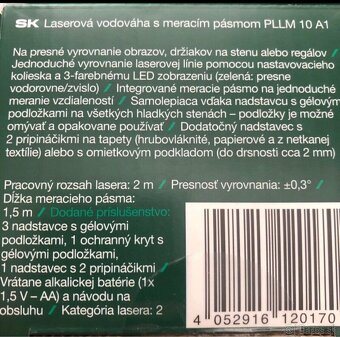 SK Laserová vodováha s meracím pásmom PLLM 10 A1
Na presné vyrovnanie obrazov, držiakov na stenu alebo regálov /
Jednoduché vyrovnanie laserovej línie pomocou nastavovacieho
kolieska a 3-farebnému LED zobrazeniu (zelená: presne
vodorovne/zvislo) / Integrované meracie pásmo na jednoduché
meranie vzdialeností / Samolepiaca vďaka nadstavcu s gélovým
podložkami na všetkých hladkých stenách – podložky je možné
omývať a opakovane používať / Dodatočný nadstavec s
2 pripináčikmi na tapety (hrubovláknité, papierové a z netkanej
textílie) alebo s omietkovým podkladom (do drsnosti cca 2 mm)
Pracovný rozsah lasera: 2 m / Presnosť vyrovnania: ±0,3° /
Dĺžka meracieho pásma:
1,5 m / Dodané príslušenstvo:
3 nadstavce s gélovými
podložkami, 1 ochranný kryt s
gélovými podložkami,
1 nadstavec s 2 pripináčikmi /
Vrátane alkalickej batérie (1x
1,5 V – AA) a návodu na
obsluhu / Kategória lasera: 2
4 052916 120170